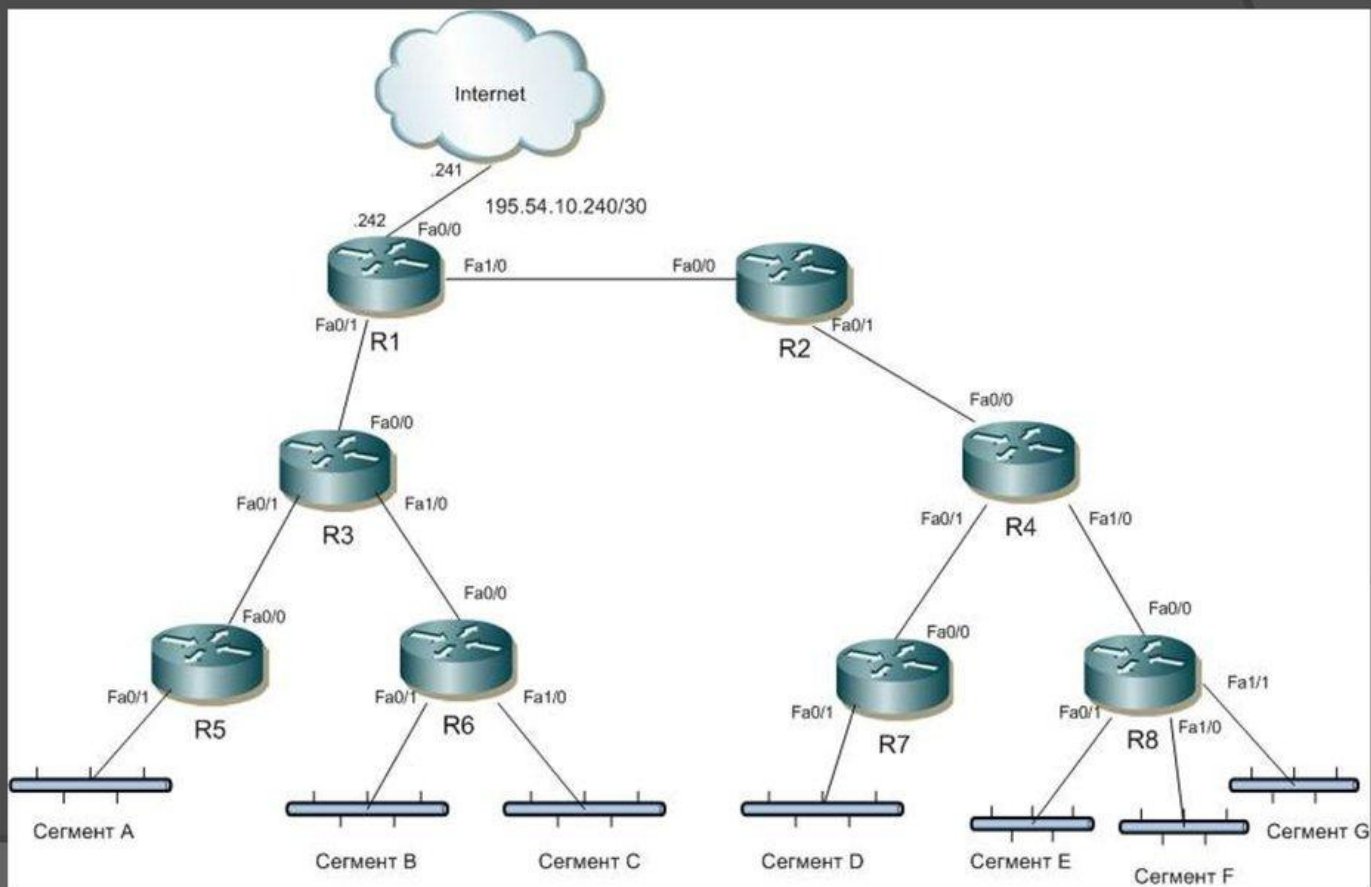 Internet
.241
195.54.10.240/30
.242
Fa0/0
Fa1/0
Fa0/0
Fa0/1
R1
Fa0/1
R2
Fa0/0
Fa0/0
Fa0/1
Fa1/0
R3
Fa0/1
Fa1/0
R4
Fa0/0
Fa0/0
Fa0/0
Fa0/0
Fa0/1
R5
Fa0/1
Fa1/0
R6
Fa0/1
R7
Fa0/1
Fa1/0
Fa1/1
R8
Сегмент A
Сегмент B
Сегмент C
Сегмент D
Сегмент E
Сегмент F
Сегмент G